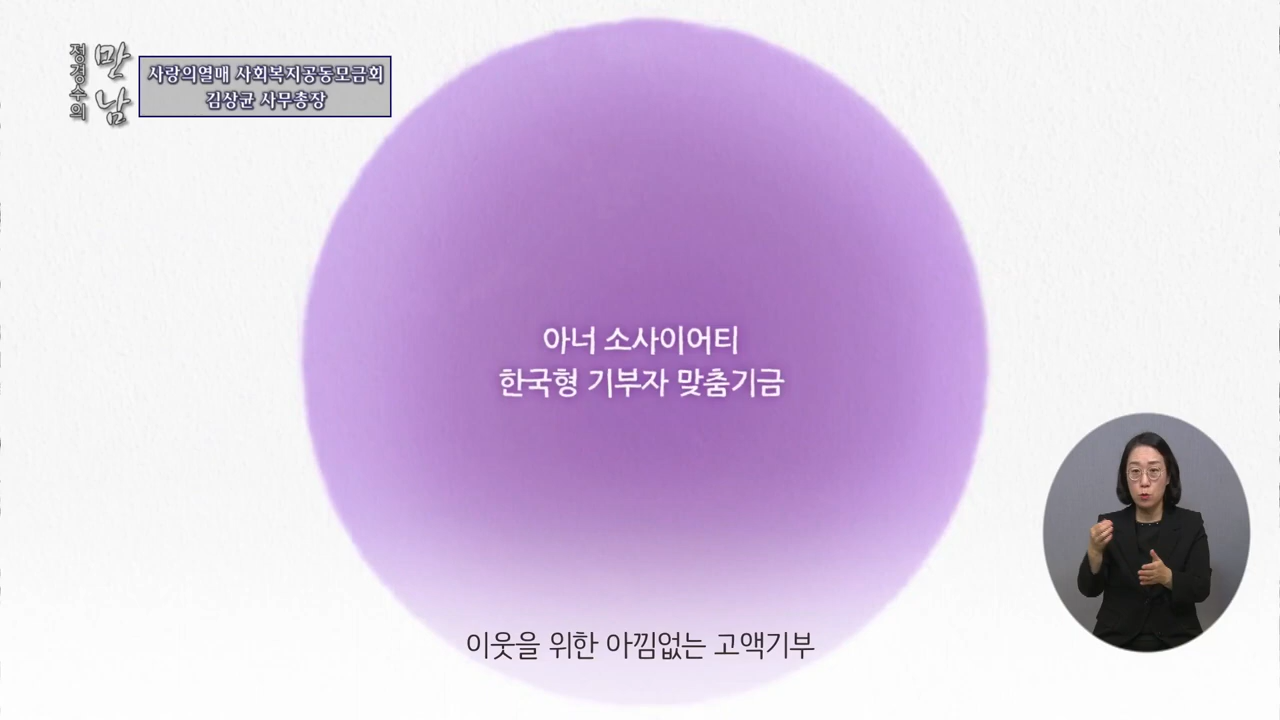 정경수의
만남
사랑의열매 사회복지공동모금회
김상균 사무총장
아너 소사이어티
한국형 기부자 맞춤기금
이웃을 위한 아낌없는 고액기부